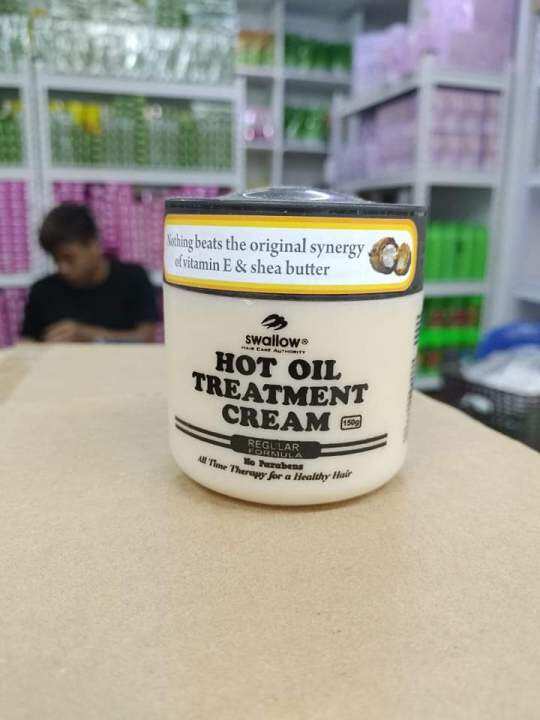 Nothing beats the original synergy
of vitamin E & shea butter
swallow®
HAIR CARE AUTHORITY
HOT OIL
TREATMENT
CREAM 150g
REGULAR
FORMULA
No Parabens
All Time Therapy for a Healthy Hair